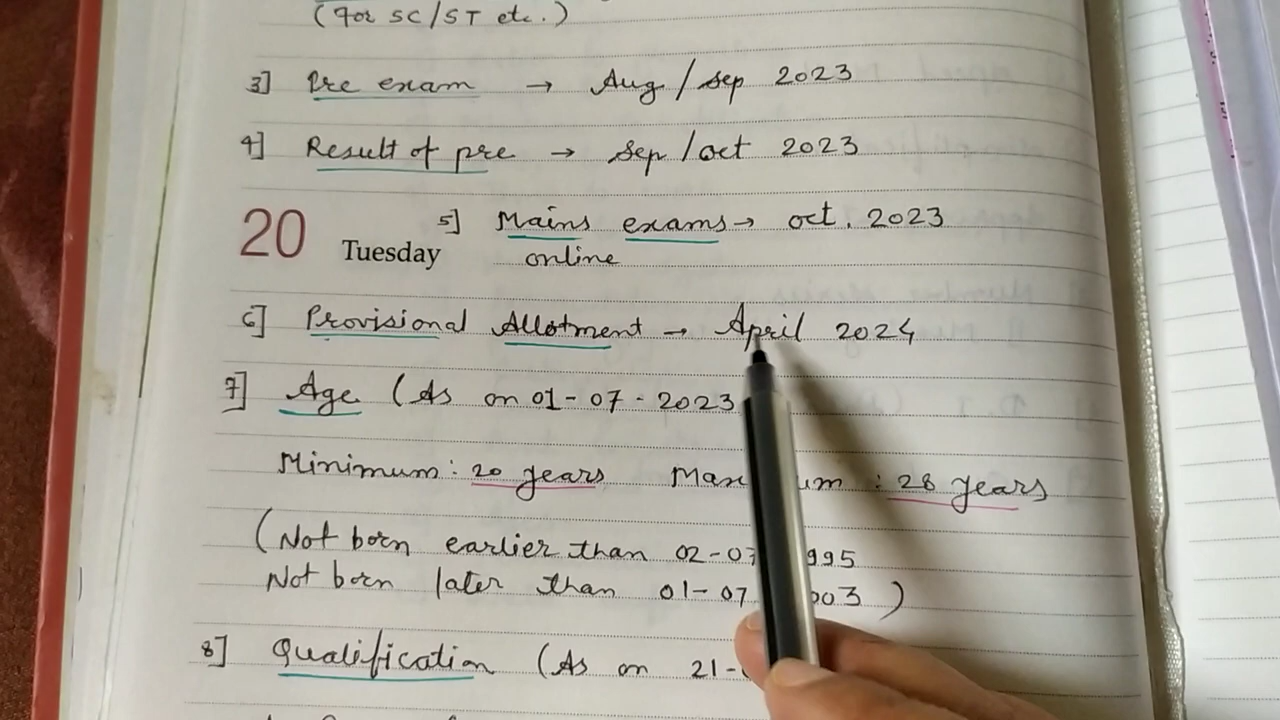 (for SC/ST etc.)
3] Pre exam → Aug/sep 2023
4] Result of pre → sep/oct 2023
20 Tuesday 5] Mains exams → oct. 2023
online
6] Provisional Allotment → April 2024
7] Age (As on 01-07-2023
Minimum: 20 years : 28 years
(Not born earlier than 02-07 995
Not born later than 01-07 003)
8] Qualification (As on 21-